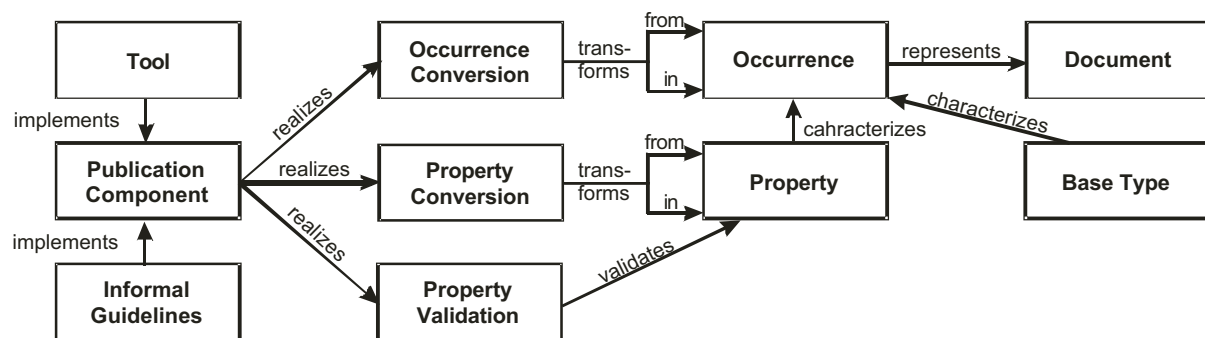 Tool
implements
Publication
Component
implements
Informal
Guidelines
realizes
realizes
realizes
Occurrence
Conversion
trans-
forms
from
in
Property
Conversion
trans-
forms
from
in
Property
Validation
validates
Occurrence
represents
Document
cahracterizes
characterizes
Property
Base Type